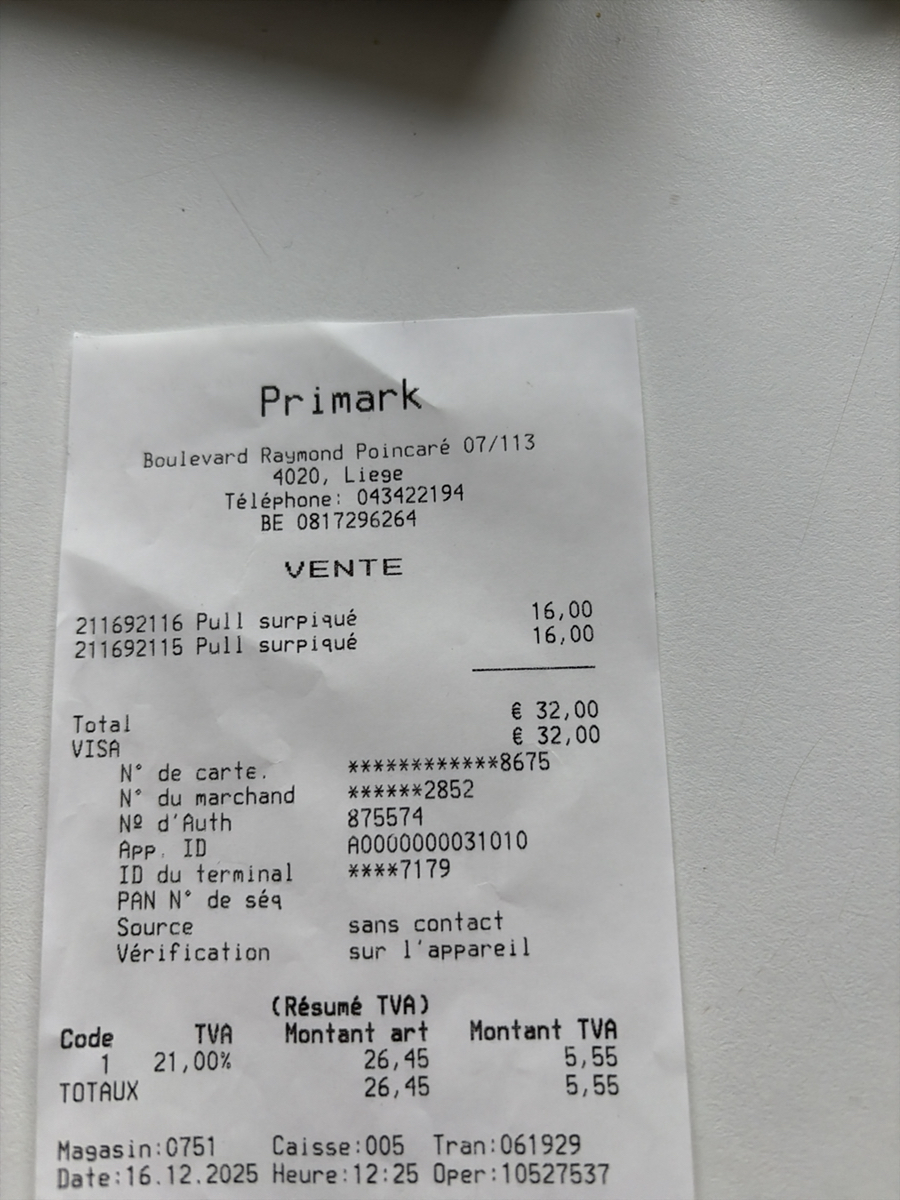 Primark
Boulevard Raymond Poincaré 07/113
4020, Liege
Téléphone: 043422194
BE 0817296264
VENTE
211692116 Pull surpiqué 16,00
211692115 Pull surpiqué 16,00
Total € 32,00
VISA € 32,00
N° de carte. ************8675
N° du marchand ******2852
Nº d'Auth 875574
App. ID A0000000031010
ID du terminal ****7179
PAN N° de séq
Source sans contact
Vérification sur l'appareil
(Résumé TVA)
Code TVA Montant art Montant TVA
1 21,00% 26,45 5,55
TOTAUX 26,45 5,55
Magasin:0751 Caisse:005 Tran:061929
Date:16.12.2025 Heure:12:25 Oper:10527537